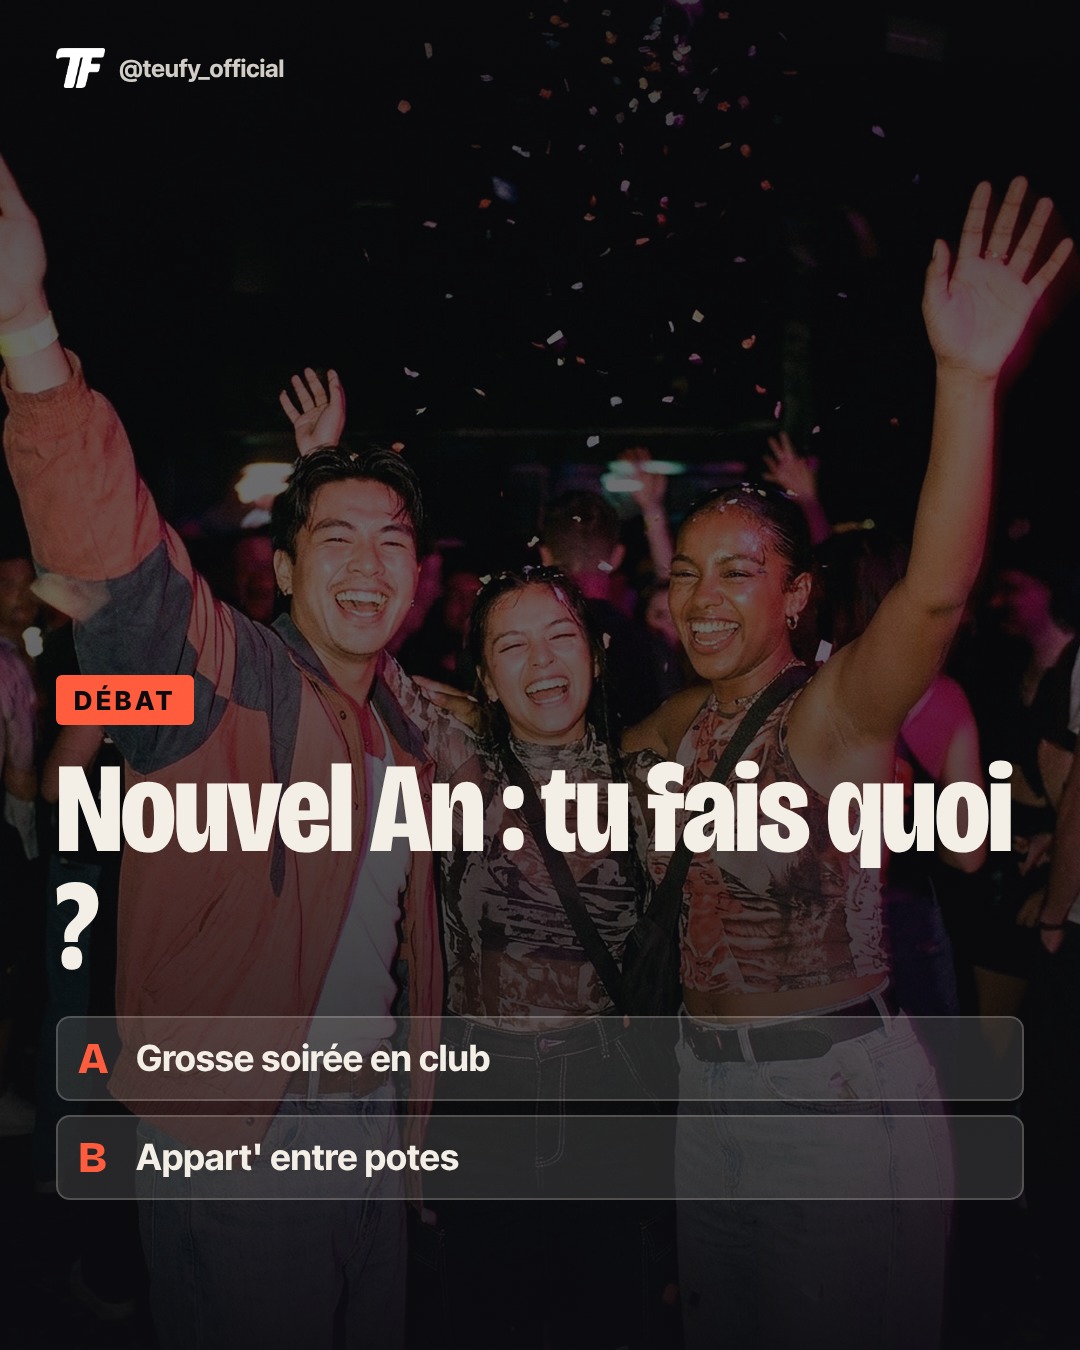 TF @teufy_official
DÉBAT
Nouvel An : tu fais quoi
?
A Grosse soirée en club
B Appart' entre potes